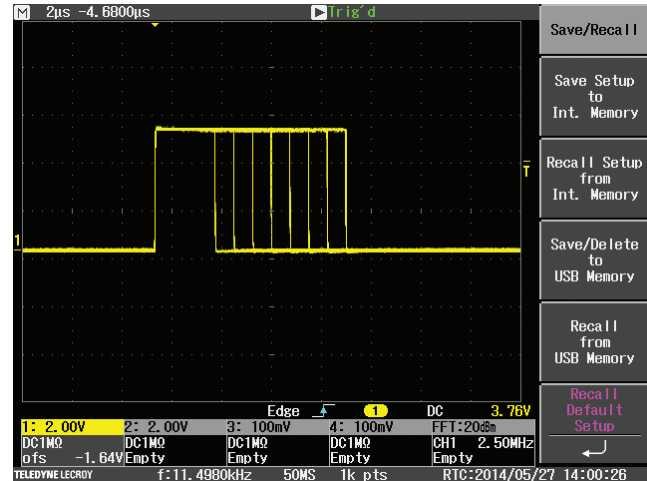 M 2µs -4.6800µs Trig'd
Save/Recall
Save Setup
to
Int. Memory
Recall Setup
from
Int. Memory
Save/Delete
to
USB Memory
Recall
from
USB Memory
Recall
Default
Setup
T
1
Edge 1 DC 3.76V
1: 2.00V 2: 2.00V 3: 100mV 4: 100mV FFT:20dBm
DC1MΩ DC1MΩ DC1MΩ DC1MΩ CH1 2.50MHz
ofs -1.64V Empty Empty Empty Empty
TELEDYNE LECROY f:11.4980kHz 50MS 1k pts RTC:2014/05/27 14:00:26